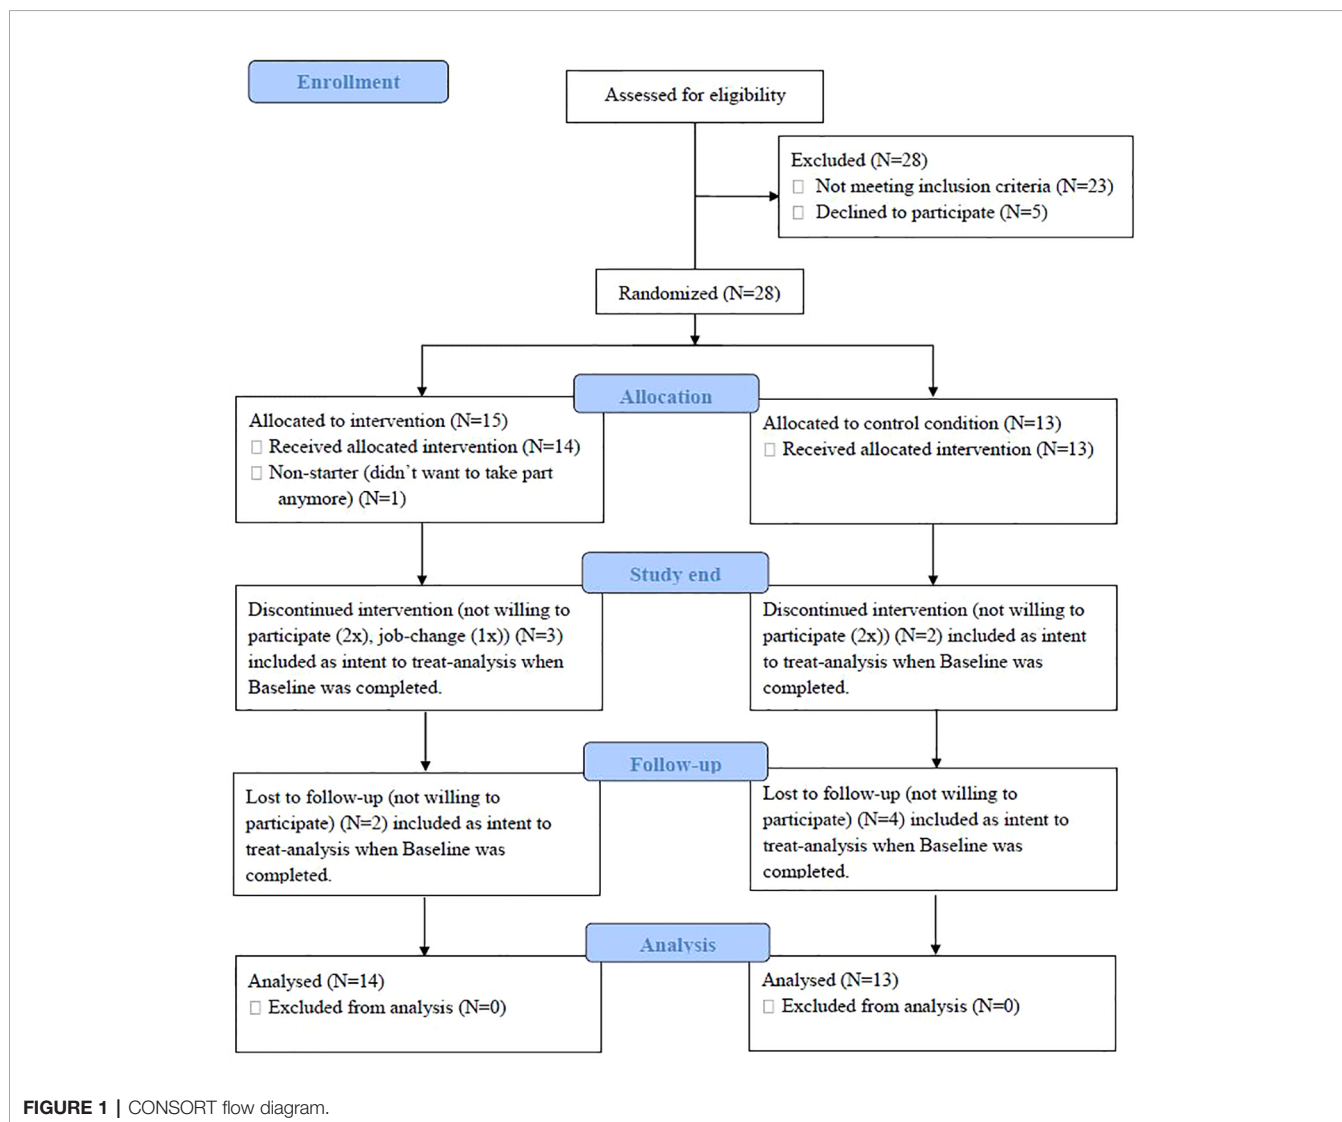 Enrollment
Assessed for eligibility
Excluded (N=28)
Not meeting inclusion criteria (N=23)
Declined to participate (N=5)
Randomized (N=28)
Allocation
Allocated to intervention (N=15)
Received allocated intervention (N=14)
Non-starter (didn't want to take part
anymore) (N=1)
Allocated to control condition (N=13)
Received allocated intervention (N=13)
Study end
Discontinued intervention (not willing to
participate (2x), job-change (1x)) (N=3)
included as intent to treat-analysis when
Baseline was completed.
Discontinued intervention (not willing to
participate (2x)) (N=2) included as intent
to treat-analysis when Baseline was
completed.
Follow-up
Lost to follow-up (not willing to
participate) (N=2) included as intent to
treat-analysis when Baseline was
completed.
Lost to follow-up (not willing to
participate) (N=4) included as intent to
treat-analysis when Baseline was
completed.
Analysis
Analysed (N=14)
Excluded from analysis (N=0)
Analysed (N=13)
Excluded from analysis (N=0)
FIGURE 1 | CONSORT flow diagram.